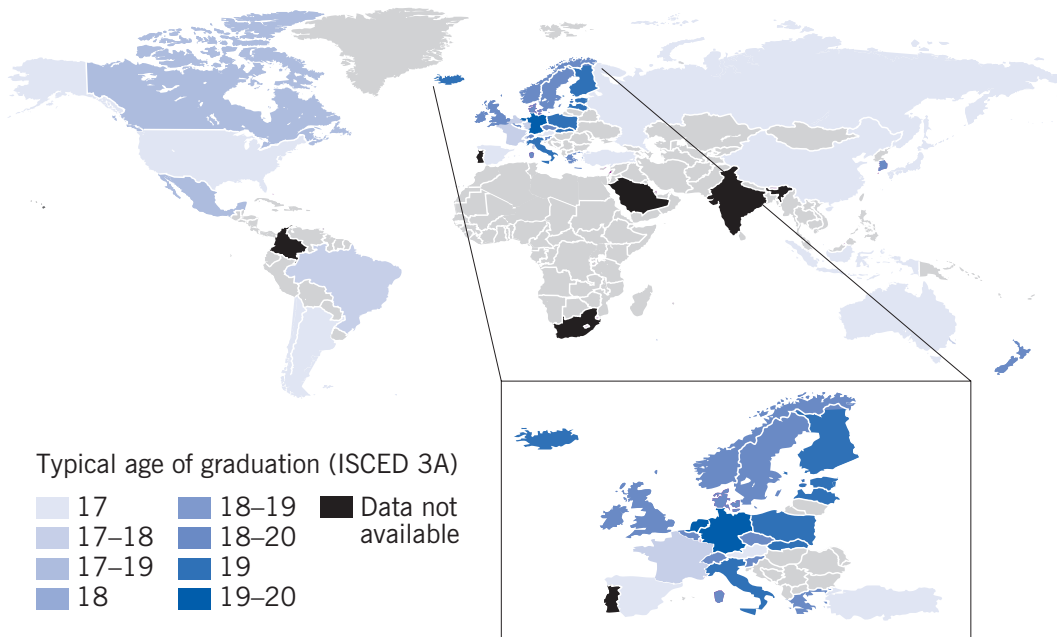 Typical age of graduation (ISCED 3A)
17
17–18
17–19
18
18–19
18–20
19
19–20
Data not
available